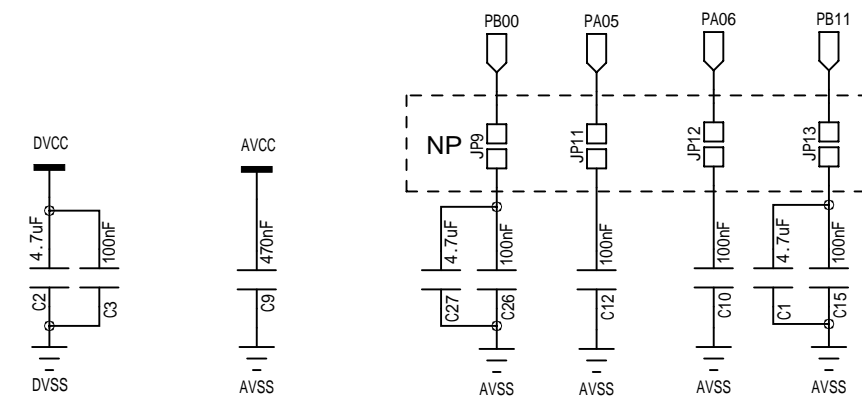 PB00
PA05
PA06
PB11
NP
JP9
JP11
JP12
JP13
DVCC
AVCC
4.7uF
100nF
470nF
4.7uF
100nF
100nF
100nF
4.7uF
100nF
C2
C3
C9
C27
C26
C12
C10
C1
C15
DVSS
AVSS
AVSS
AVSS
AVSS
AVSS